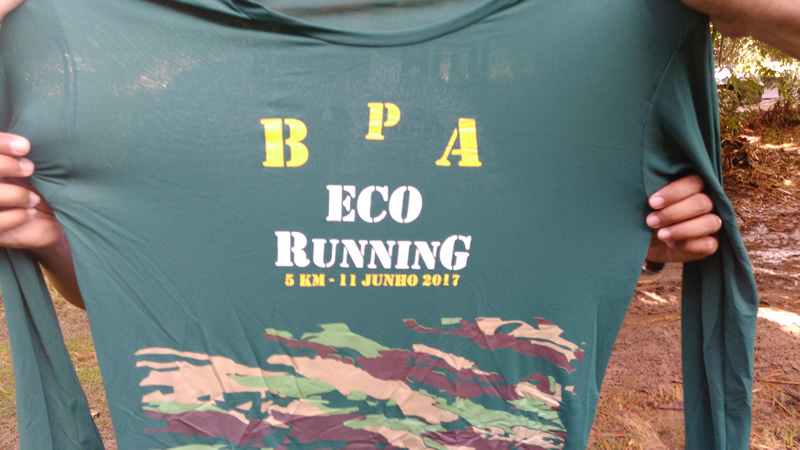 B P A
ECO
RUNNING
5 KM - 11 JUNHO 2017